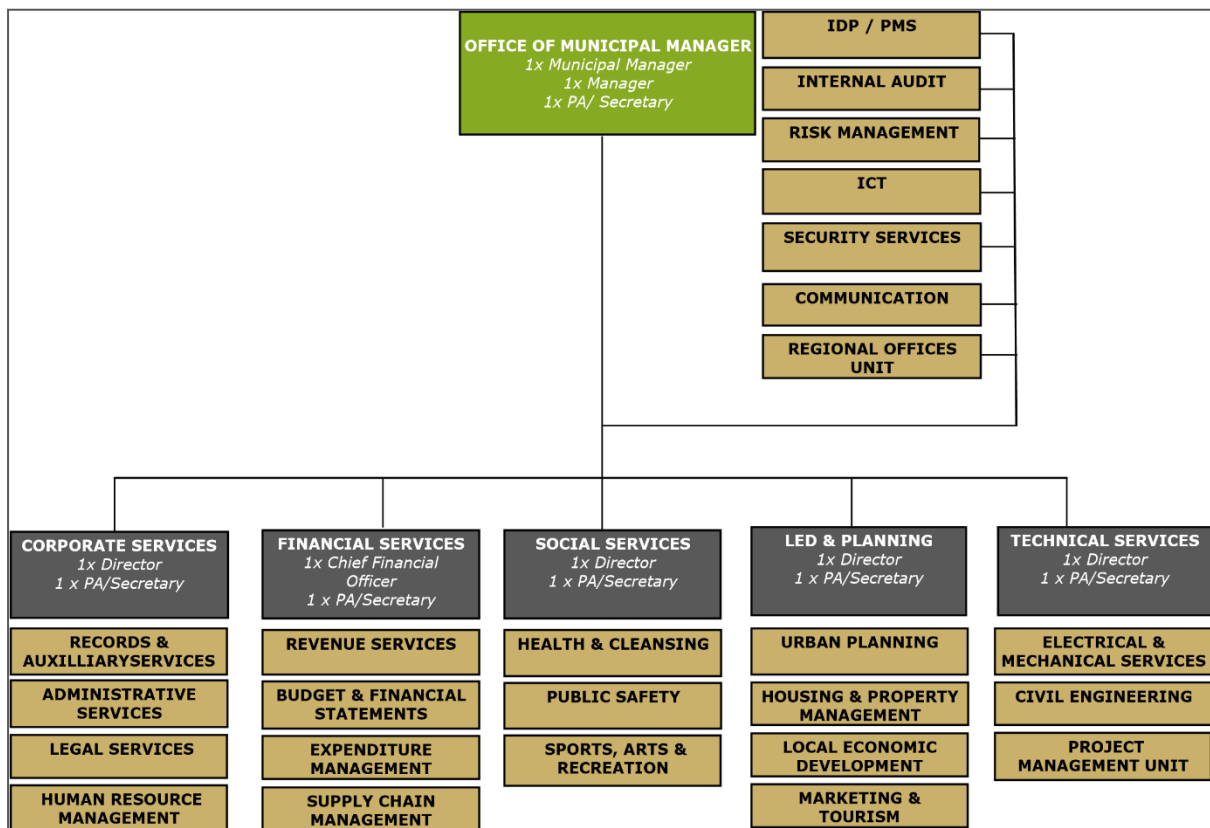 OFFICE OF MUNICIPAL MANAGER
1x Municipal Manager
1x Manager
1x PA/ Secretary
IDP / PMS
INTERNAL AUDIT
RISK MANAGEMENT
ICT
SECURITY SERVICES
COMMUNICATION
REGIONAL OFFICES
UNIT
CORPORATE SERVICES
1x Director
1 x PA/Secretary
RECORDS &
AUXILLIARYSERVICES
ADMINISTRATIVE
SERVICES
LEGAL SERVICES
HUMAN RESOURCE
MANAGEMENT
FINANCIAL SERVICES
1x Chief Financial
Officer
1 x PA/Secretary
REVENUE SERVICES
BUDGET & FINANCIAL
STATEMENTS
EXPENDITURE
MANAGEMENT
SUPPLY CHAIN
MANAGEMENT
SOCIAL SERVICES
1x Director
1 x PA/Secretary
HEALTH & CLEANSING
PUBLIC SAFETY
SPORTS, ARTS &
RECREATION
LED & PLANNING
1x Director
1 x PA/Secretary
URBAN PLANNING
HOUSING & PROPERTY
MANAGEMENT
LOCAL ECONOMIC
DEVELOPMENT
MARKETING &
TOURISM
TECHNICAL SERVICES
1x Director
1 x PA/Secretary
ELECTRICAL &
MECHANICAL SERVICES
CIVIL ENGINEERING
PROJECT
MANAGEMENT UNIT